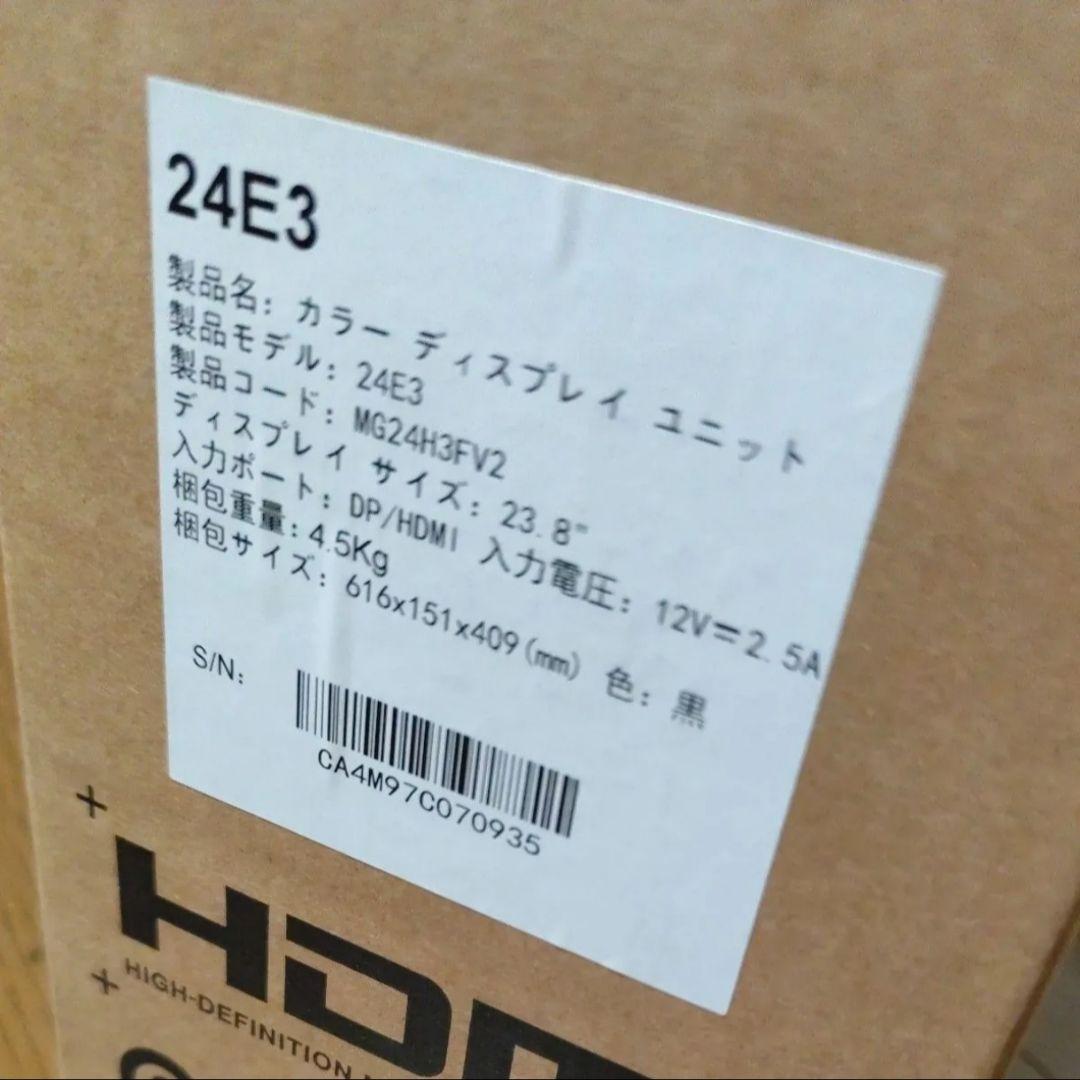 24E3
製品名: カラー ディスプレイ ユニット
製品モデル: 24E3
製品コード: MG24H3FV2
ディスプレイ サイズ: 23.8"
入力ポート: DP/HDMI 入力電圧: 12V=2.5A
梱包重量: 4.5Kg
梱包サイズ: 616x151x409(mm) 色: 黒
S/N:
CA4M97C070935
HD
HIGH-DEFINITION